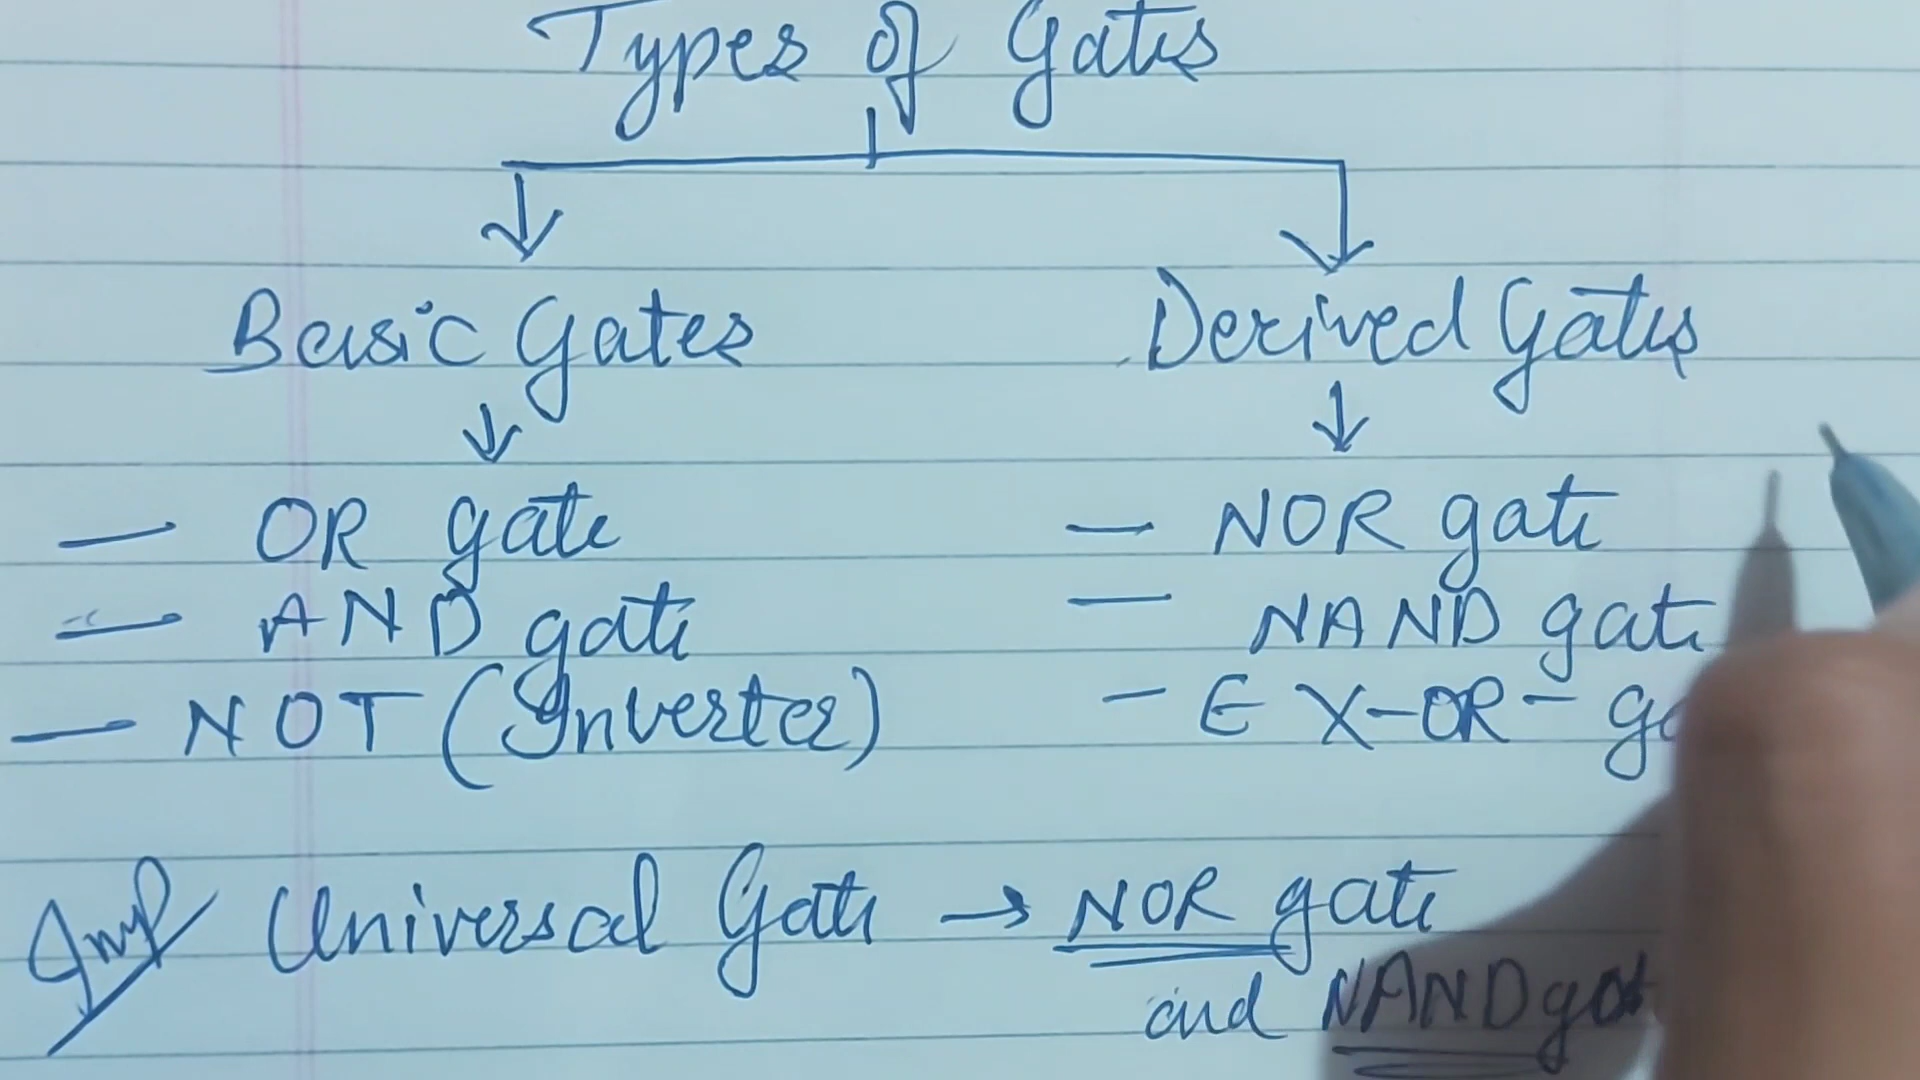 Types of Gates
Basic Gates
Derived Gates
— OR gate
— AND gate
— NOT (Inverter)
— NOR gate
— NAND gate
— EX-OR-
Imp Universal Gate → NOR gate
and NAND